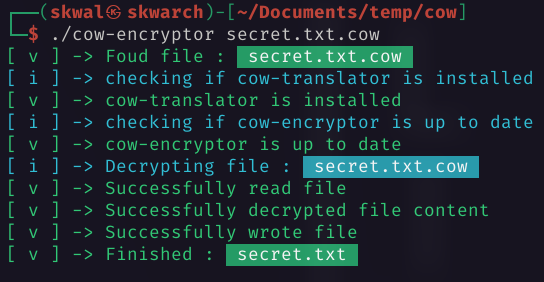 ┌──(skwal㉿skwarch)-[~/Documents/temp/cow]
└─$ ./cow-encryptor secret.txt.cow
[ v ] -> Foud file : secret.txt.cow
[ i ] -> checking if cow-translator is installed
[ v ] -> cow-translator is installed
[ i ] -> checking if cow-encryptor is up to date
[ v ] -> cow-encryptor is up to date
[ i ] -> Decrypting file : secret.txt.cow
[ v ] -> Successfully read file
[ v ] -> Successfully decrypted file content
[ v ] -> Successfully wrote file
[ v ] -> Finished : secret.txt